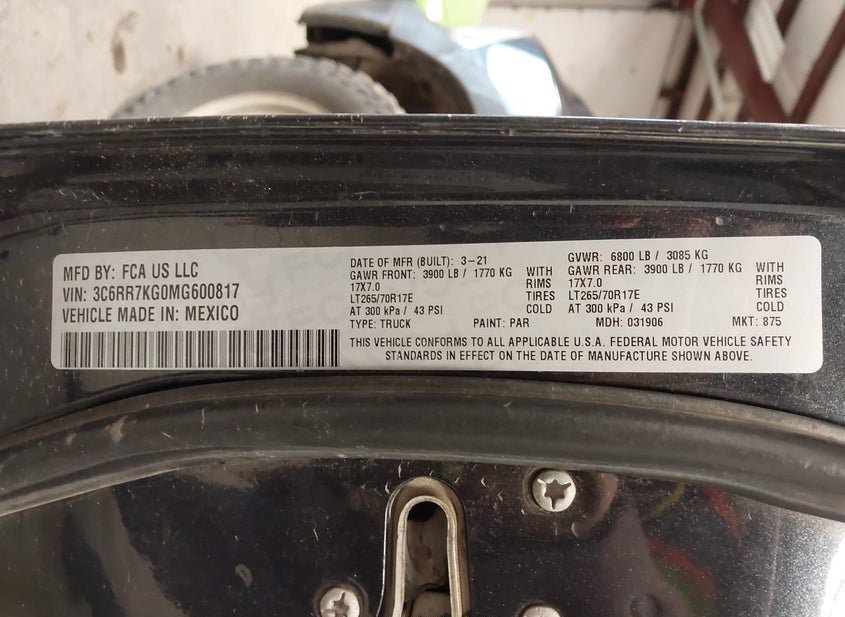 MFD BY: FCA US LLC
VIN: 3C6RR7KG0MG600817
VEHICLE MADE IN: MEXICO
DATE OF MFR (BUILT): 3-21
GAWR FRONT: 3900 LB / 1770 KG WITH
17X7.0 RIMS
LT265/70R17E TIRES
AT 300 kPa / 43 PSI COLD
TYPE: TRUCK PAINT: PAR
GVWR: 6800 LB / 3085 KG
GAWR REAR: 3900 LB / 1770 KG WITH
17X7.0 RIMS
LT265/70R17E TIRES
AT 300 kPa / 43 PSI COLD
MDH: 031906 MKT: 875
THIS VEHICLE CONFORMS TO ALL APPLICABLE U.S.A. FEDERAL MOTOR VEHICLE SAFETY
STANDARDS IN EFFECT ON THE DATE OF MANUFACTURE SHOWN ABOVE.